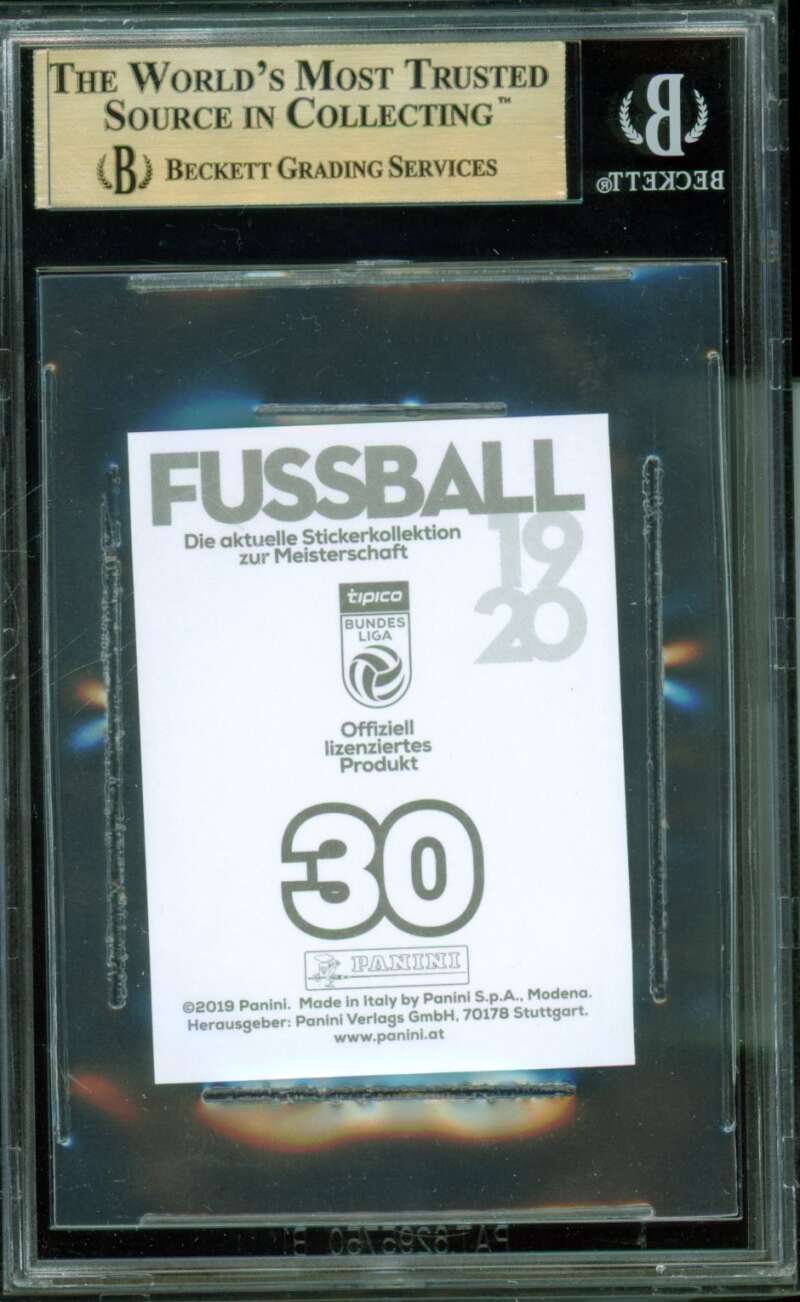 THE WORLD'S MOST TRUSTED
SOURCE IN COLLECTING™
B BECKETT GRADING SERVICES
B
BECKETT®
FUSSBALL
Die aktuelle Stickerkollektion
zur Meisterschaft
19
20
tipico
BUNDES
LIGA
Offiziell
lizenziertes
Produkt
30
PANINI
©2019 Panini. Made in Italy by Panini S.p.A., Modena.
Herausgeber: Panini Verlags GmbH, 70178 Stuttgart.
www.panini.at